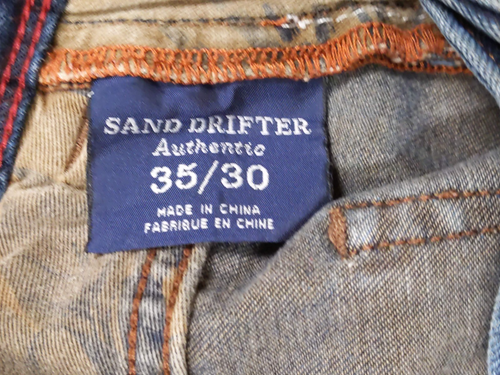 SAND DRIFTER
Authentic
35/30
MADE IN CHINA
FABRIQUE EN CHINE